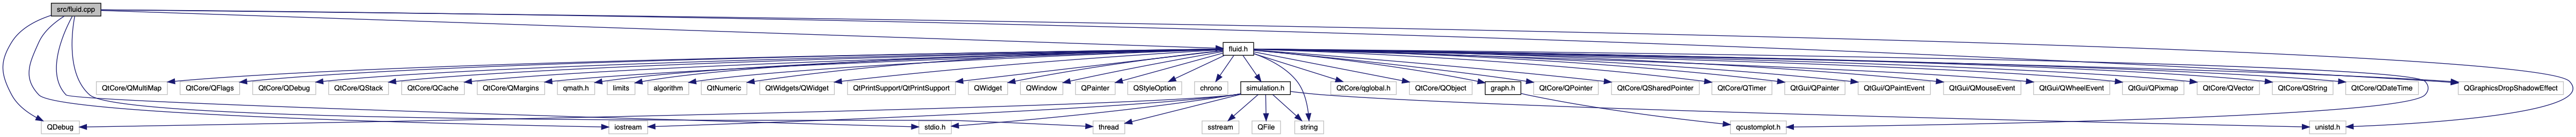 src/fluid.cpp
fluid.h
QtCore/QMultiMap
QtCore/QFlags
QtCore/QDebug
QtCore/QStack
QtCore/QCache
QtCore/QMargins
qmath.h
limits
algorithm
QtNumeric
QtWidgets/QWidget
QtPrintSupport/QtPrintSupport
QWidget
QWindow
QPainter
QStyleOption
chrono
simulation.h
QtCore/qglobal.h
QtCore/QObject
graph.h
QtCore/QPointer
QtCore/QSharedPointer
QtCore/QTimer
QtGui/QPainter
QtGui/QPaintEvent
QtGui/QMouseEvent
QtGui/QWheelEvent
QtGui/QPixmap
QtCore/QVector
QtCore/QString
QtCore/QDateTime
QGraphicsDropShadowEffect
QDebug
iostream
stdio.h
thread
sstream
QFile
string
qcustomplot.h
unistd.h